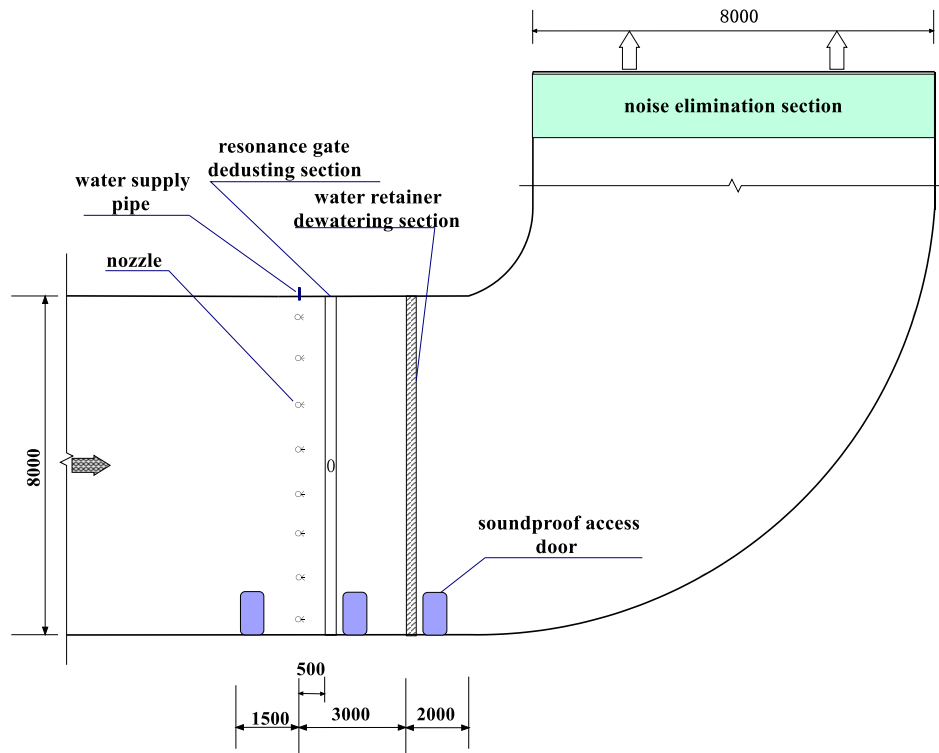 8000
noise elimination section
resonance gate
dedusting section
water supply
pipe
water retainer
dewatering section
nozzle
8000
0
soundproof access
door
500
1500
3000
2000